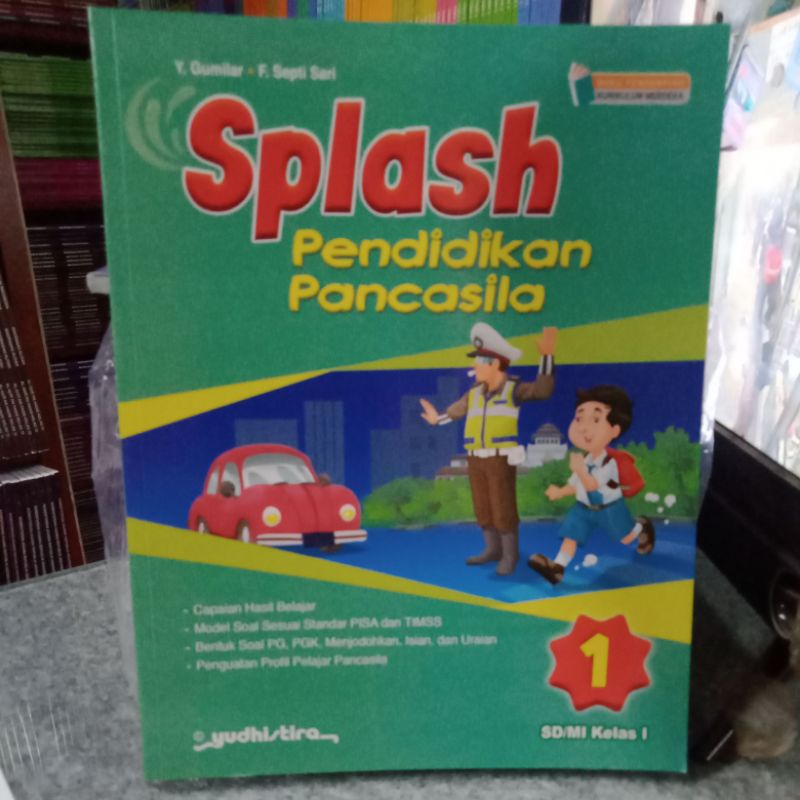 Y. Gumilar • F. Septi Sari
KURIKULUM MERDEKA
Splash
Pendidikan
Pancasila
- Capaian Hasil Belajar
- Model Soal Sesuai Standar PISA dan TIMSS
- Bentuk Soal PG, PGK, Menjodohkan, Isian, dan Uraian
- Penguatan Profil Pelajar Pancasila
1
yudhistira
SD/MI Kelas I